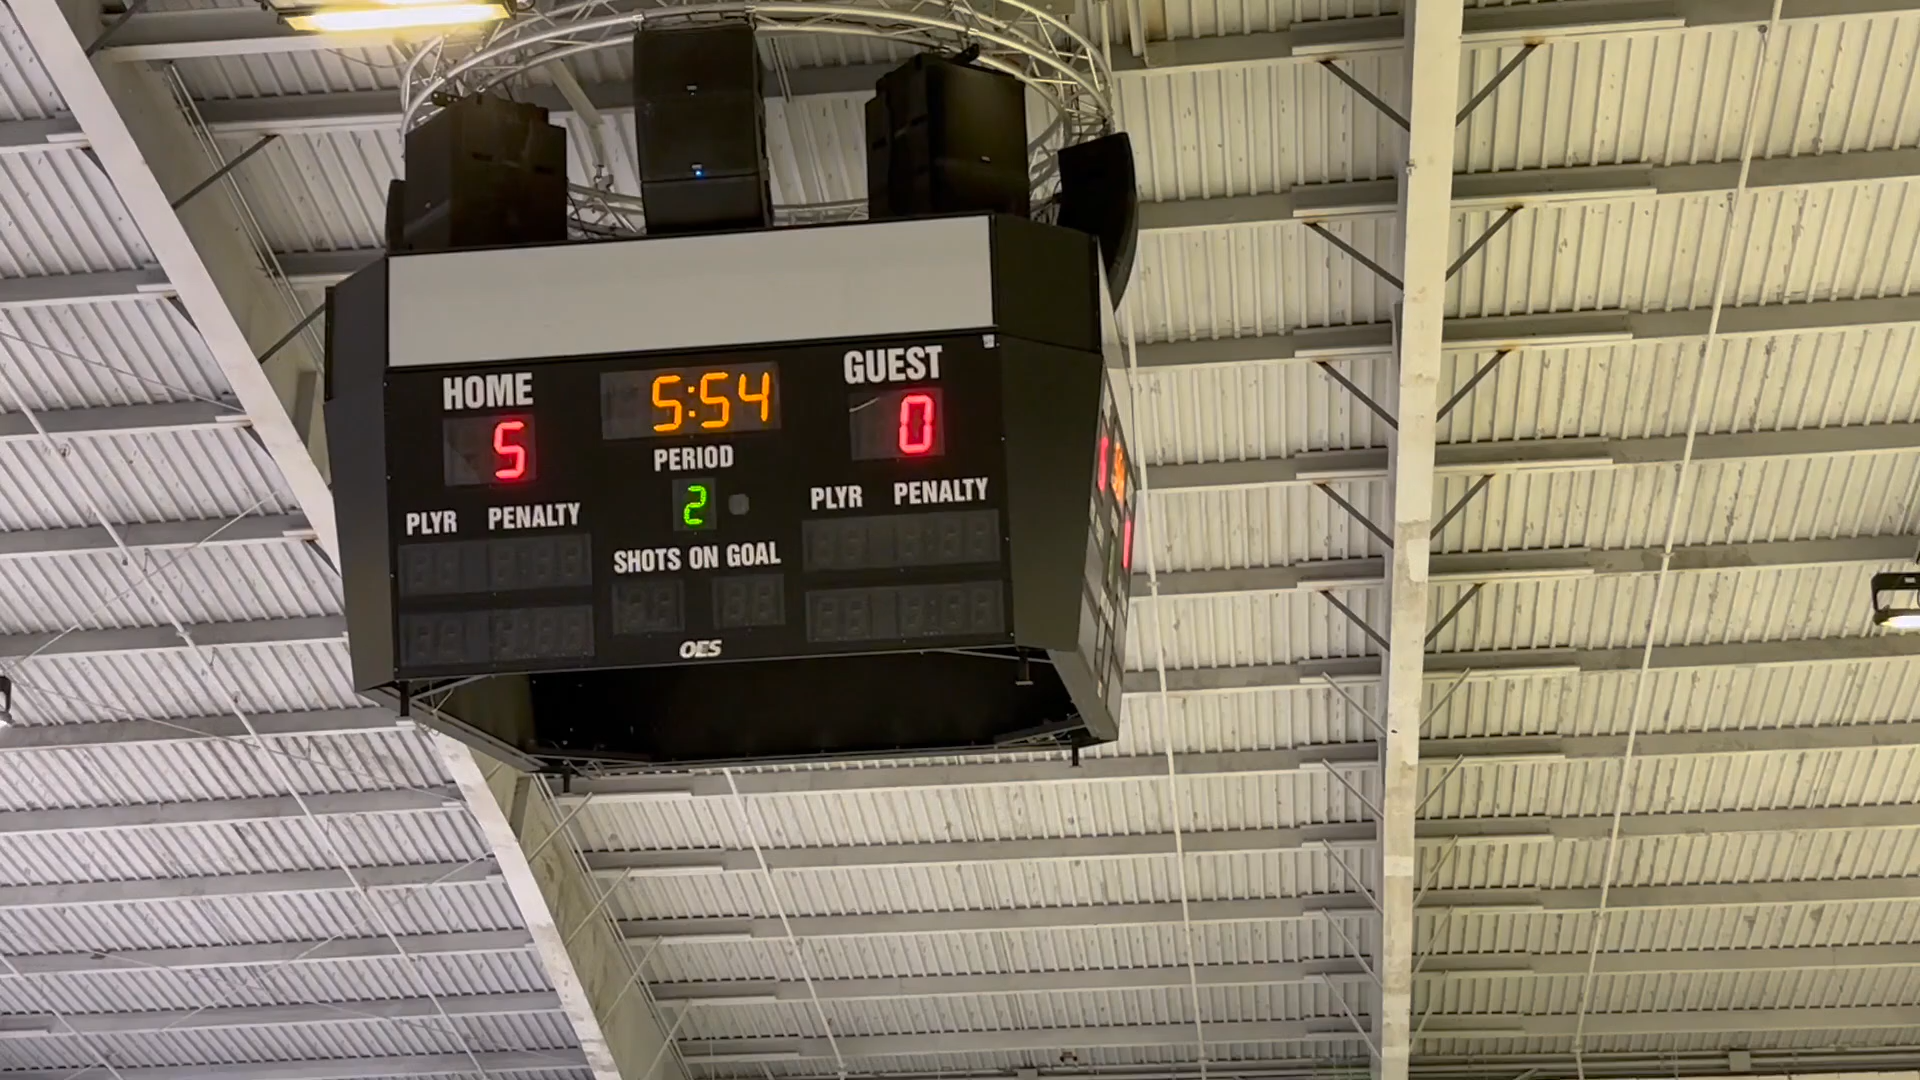 HOME 5:54 GUEST
5 0
PERIOD
2
PLYR PENALTY PLYR PENALTY
SHOTS ON GOAL
OES